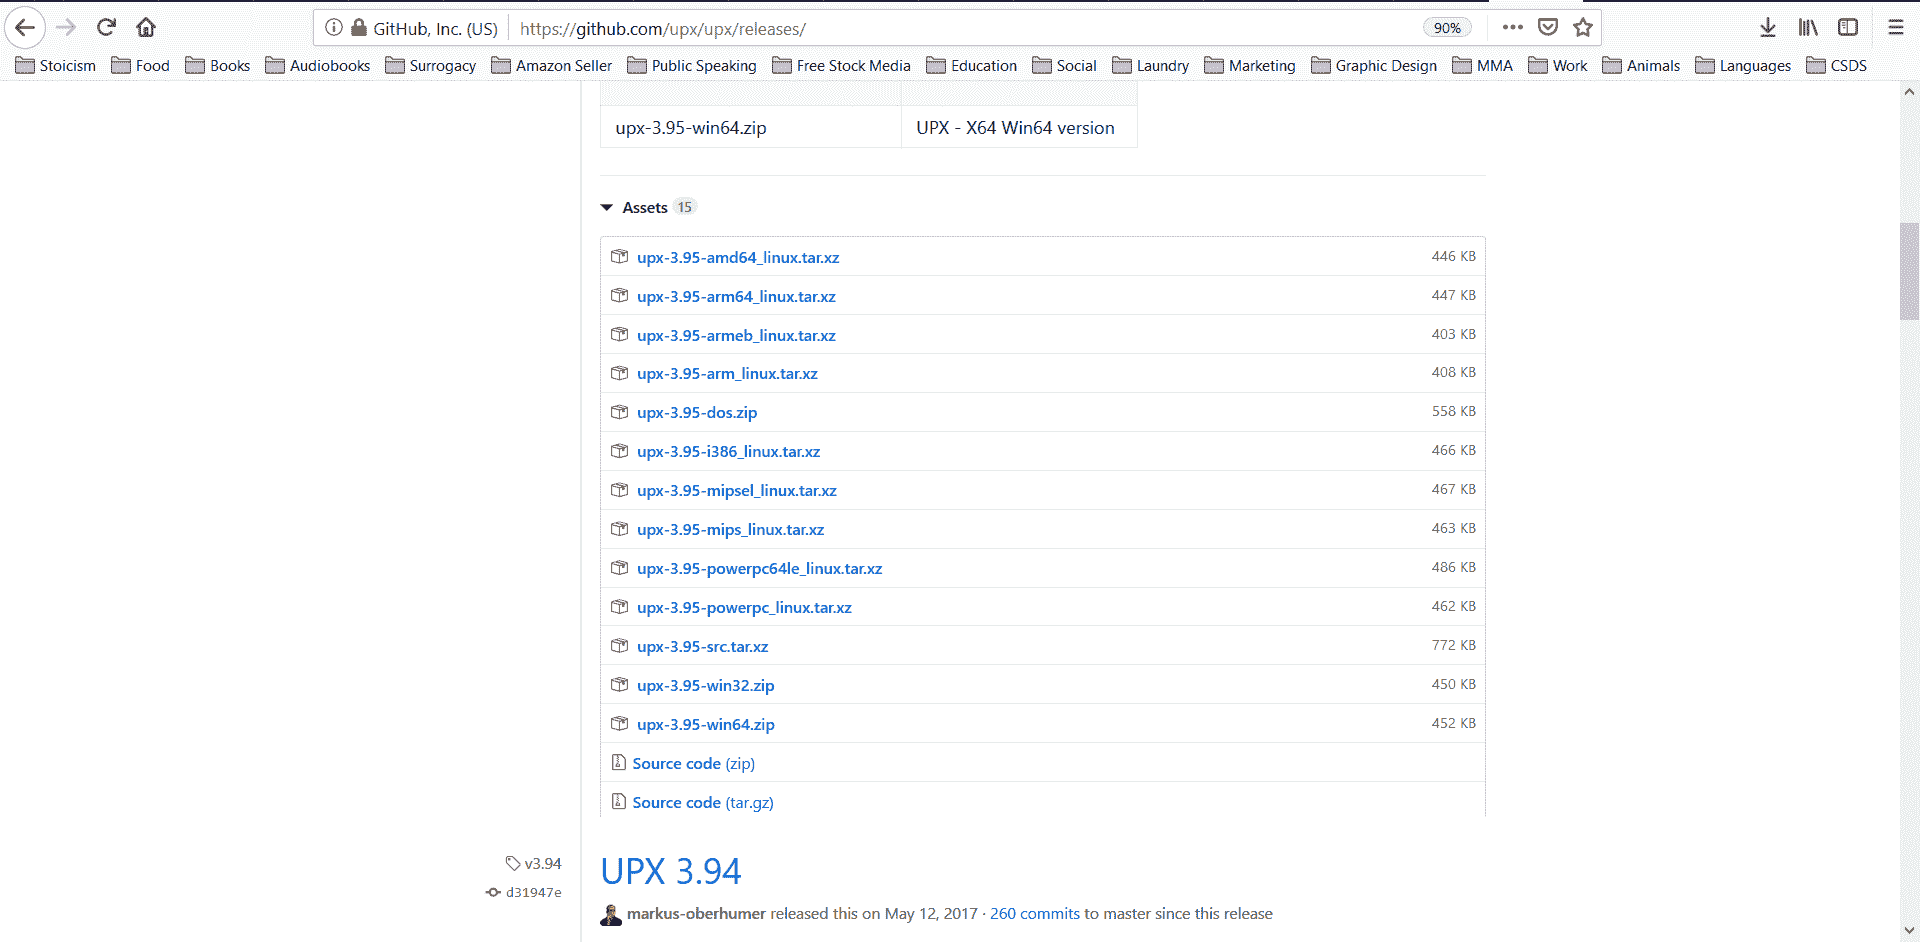 GitHub, Inc. (US) https://github.com/upx/upx/releases/ 90%
Stoicism Food Books Audiobooks Surrogacy Amazon Seller Public Speaking Free Stock Media Education Social Laundry Marketing Graphic Design MMA Work Animals Languages CSDS
upx-3.95-win64.zip UPX - X64 Win64 version
Assets 15
upx-3.95-amd64_linux.tar.xz 446 KB
upx-3.95-arm64_linux.tar.xz 447 KB
upx-3.95-armeb_linux.tar.xz 403 KB
upx-3.95-arm_linux.tar.xz 408 KB
upx-3.95-dos.zip 558 KB
upx-3.95-i386_linux.tar.xz 466 KB
upx-3.95-mipsel_linux.tar.xz 467 KB
upx-3.95-mips_linux.tar.xz 463 KB
upx-3.95-powerpc64le_linux.tar.xz 486 KB
upx-3.95-powerpc_linux.tar.xz 462 KB
upx-3.95-src.tar.xz 772 KB
upx-3.95-win32.zip 450 KB
upx-3.95-win64.zip 452 KB
Source code (zip)
Source code (tar.gz)
v3.94
d31947e
UPX 3.94
markus-oberhumer released this on May 12, 2017 · 260 commits to master since this release